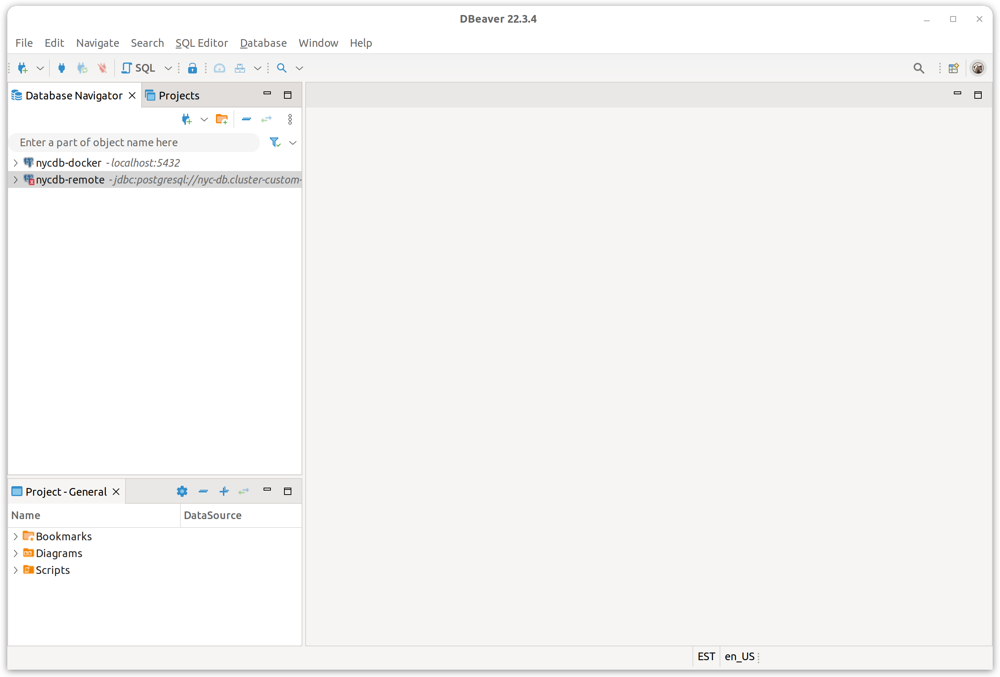 DBeaver 22.3.4
File Edit Navigate Search SQL Editor Database Window Help
SQL
Database Navigator Projects
Enter a part of object name here
nycdb-docker - localhost:5432
nycdb-remote - jdbc:postgresql://nyc-db.cluster-custom-
Project - General
Name DataSource
Bookmarks
Diagrams
Scripts
EST en_US